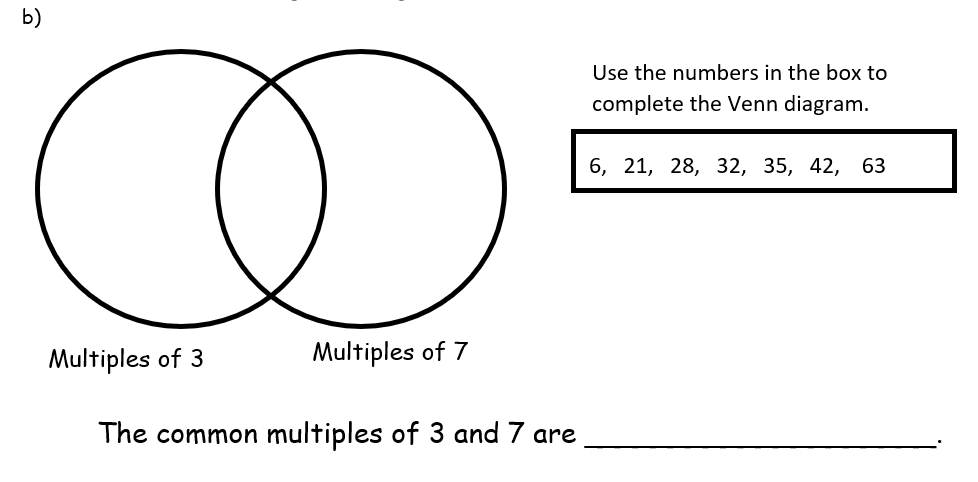 b)
Use the numbers in the box to
complete the Venn diagram.
6, 21, 28, 32, 35, 42, 63
Multiples of 3
Multiples of 7
The common multiples of 3 and 7 are ____________________.